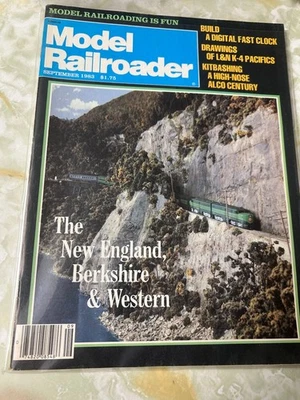 MODEL RAILROADING IS FUN
Model
Railroader
SEPTEMBER 1983 $1.75
BUILD
A DIGITAL FAST CLOCK
DRAWINGS
OF L&N K-4 PACIFICS
KITBASHING
A HIGH-NOSE
ALCO CENTURY
The
New England,
Berkshire
& Western